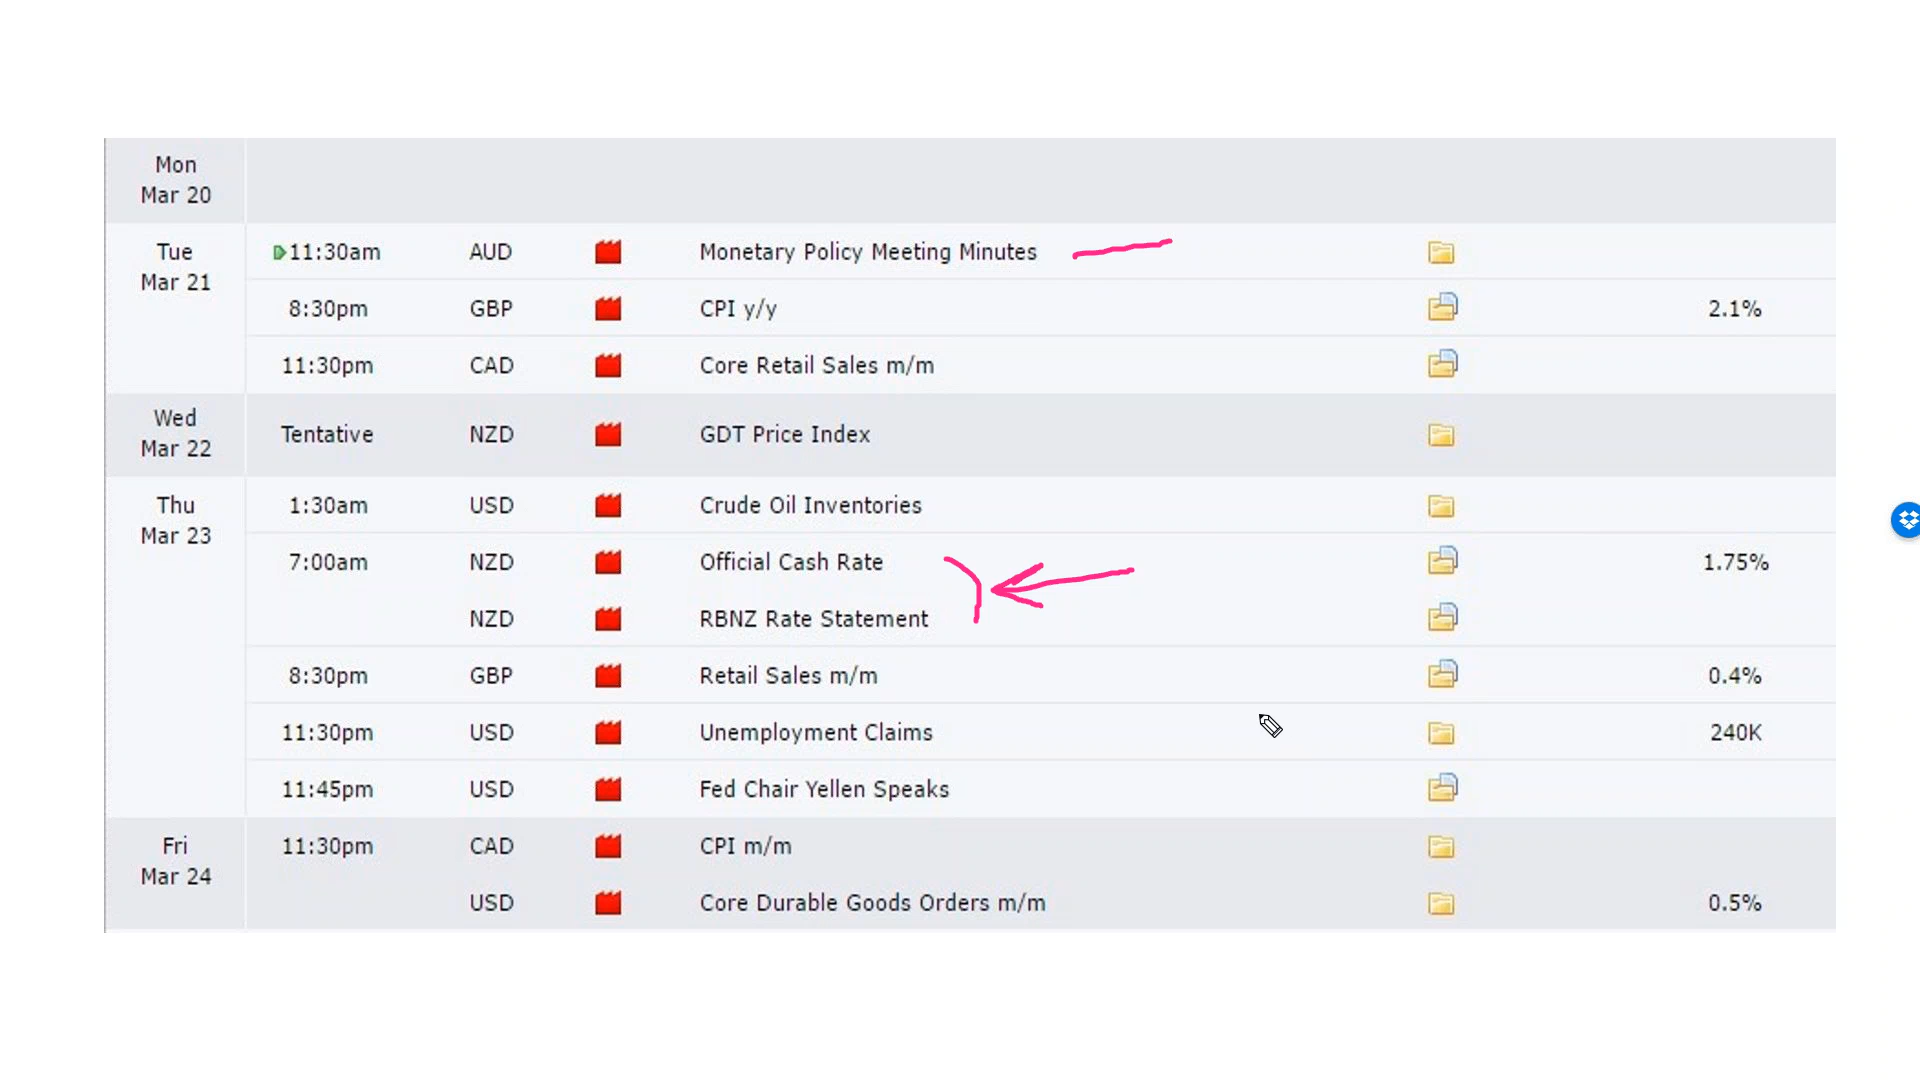 Mon
Mar 20
Tue
Mar 21
11:30am AUD Monetary Policy Meeting Minutes
8:30pm GBP CPI y/y 2.1%
11:30pm CAD Core Retail Sales m/m
Wed
Mar 22
Tentative NZD GDT Price Index
Thu
Mar 23
1:30am USD Crude Oil Inventories
7:00am NZD Official Cash Rate 1.75%
NZD RBNZ Rate Statement
8:30pm GBP Retail Sales m/m 0.4%
11:30pm USD Unemployment Claims 240K
11:45pm USD Fed Chair Yellen Speaks
Fri
Mar 24
11:30pm CAD CPI m/m
USD Core Durable Goods Orders m/m 0.5%